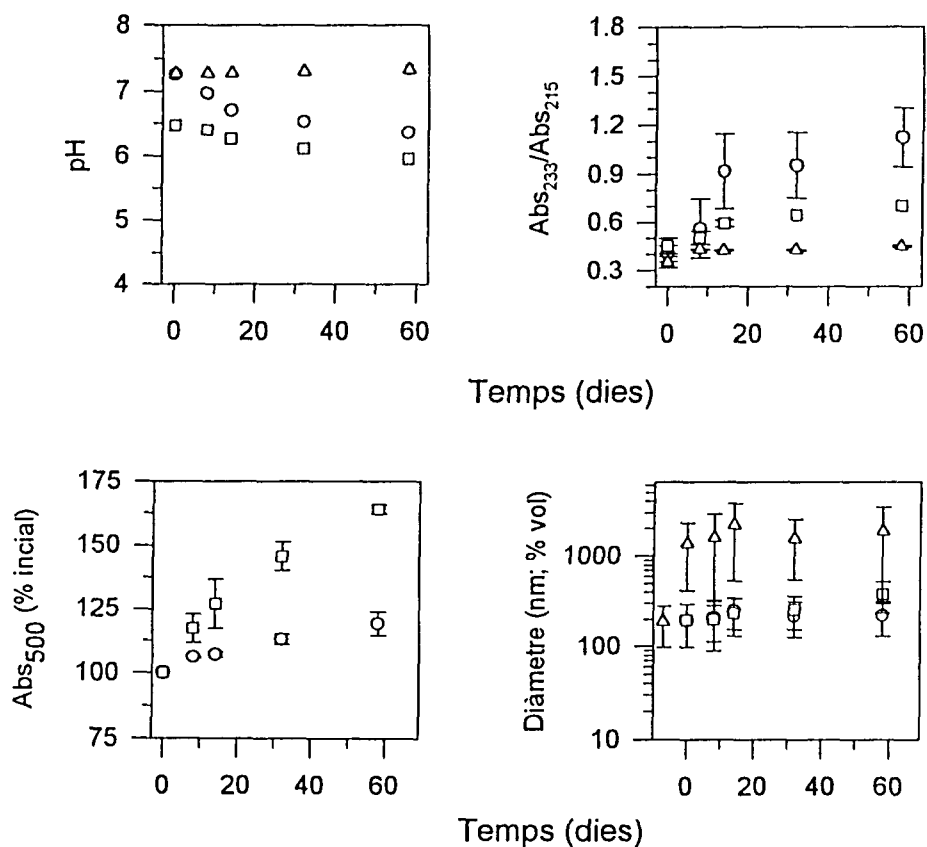 8
7
6
5
4
pH
0 20 40 60
1.8
1.5
1.2
0.9
0.6
0.3
Abs233/Abs215
0 20 40 60
Temps (dies)
175
150
125
100
75
Abs500 (% incial)
0 20 40 60
1000
100
10
Diàmetre (nm; % vol)
0 20 40 60
Temps (dies)